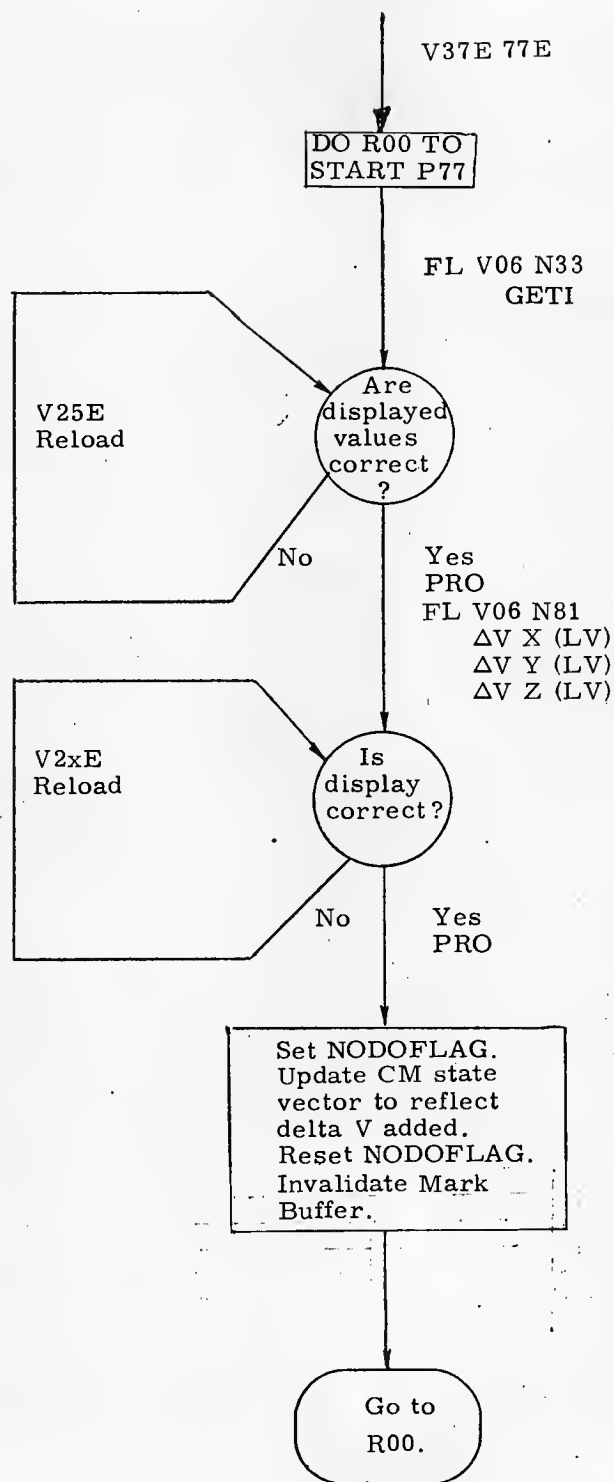 V37E 77E
DO R00 TO
START P77
FL V06 N33
GETI
Are
displayed
values
correct
?
V25E
Reload
No
Yes
PRO
FL V06 N81
ΔV X (LV)
ΔV Y (LV)
ΔV Z (LV)
Is
display
correct?
V2xE
Reload
No
Yes
PRO
Set NODOFLAG.
Update CM state
vector to reflect
delta V added.
Reset NODOFLAG.
Invalidate Mark
Buffer.
Go to
R00.